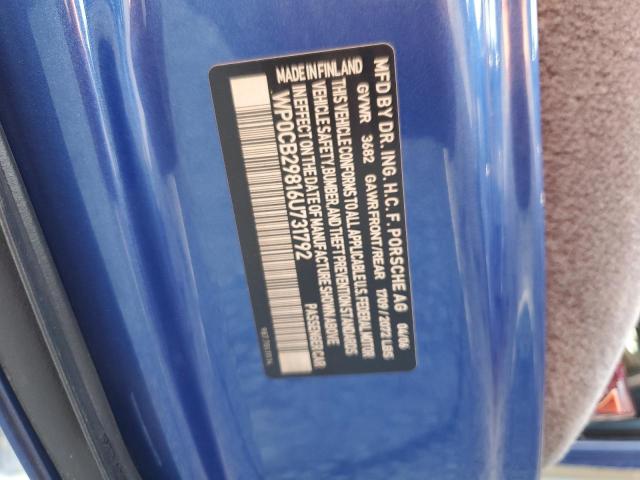 MFD BY DR. ING. H. C. F. PORSCHE AG 04/06
GVWR 3682 GAWR FRONT/REAR 1709 / 2072 LBS
THIS VEHICLE CONFORMS TO ALL APPLICABLE U.S. FEDERAL MOTOR
VEHICLE SAFETY, BUMPER, AND THEFT PREVENTION STANDARDS
IN EFFECT ON THE DATE OF MANUFACTURE SHOWN ABOVE.
WP0CB29816U731792 PASSENGER CAR
MADE IN FINLAND